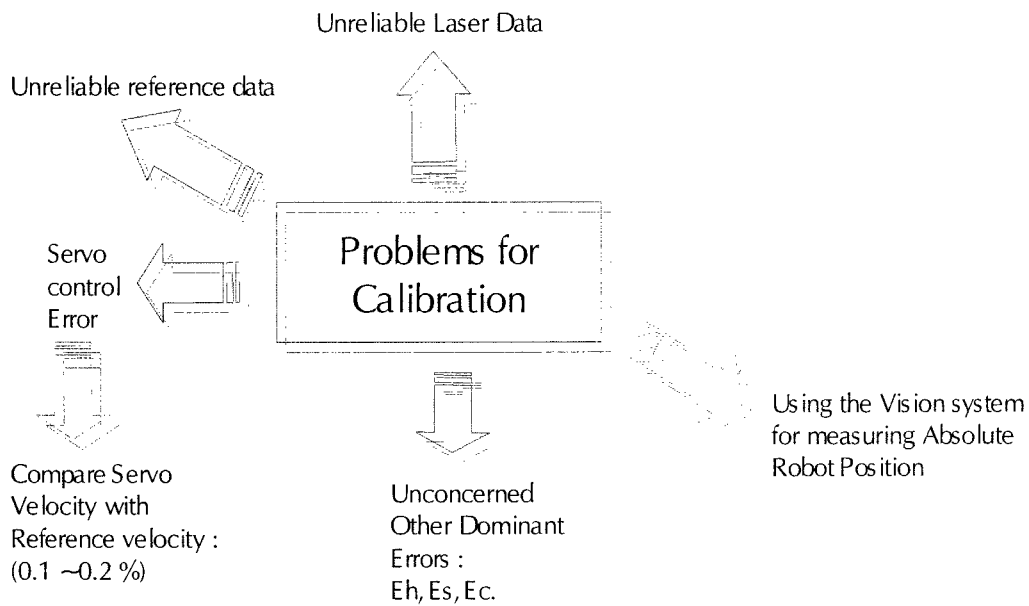 Unreliable Laser Data
Unreliable reference data
Problems for
Calibration
Servo
control
Error
Using the Vision system
for measuring Absolute
Robot Position
Compare Servo
Velocity with
Reference velocity :
(0.1 ~0.2 %)
Unconcerned
Other Dominant
Errors :
Eh, Es, Ec.